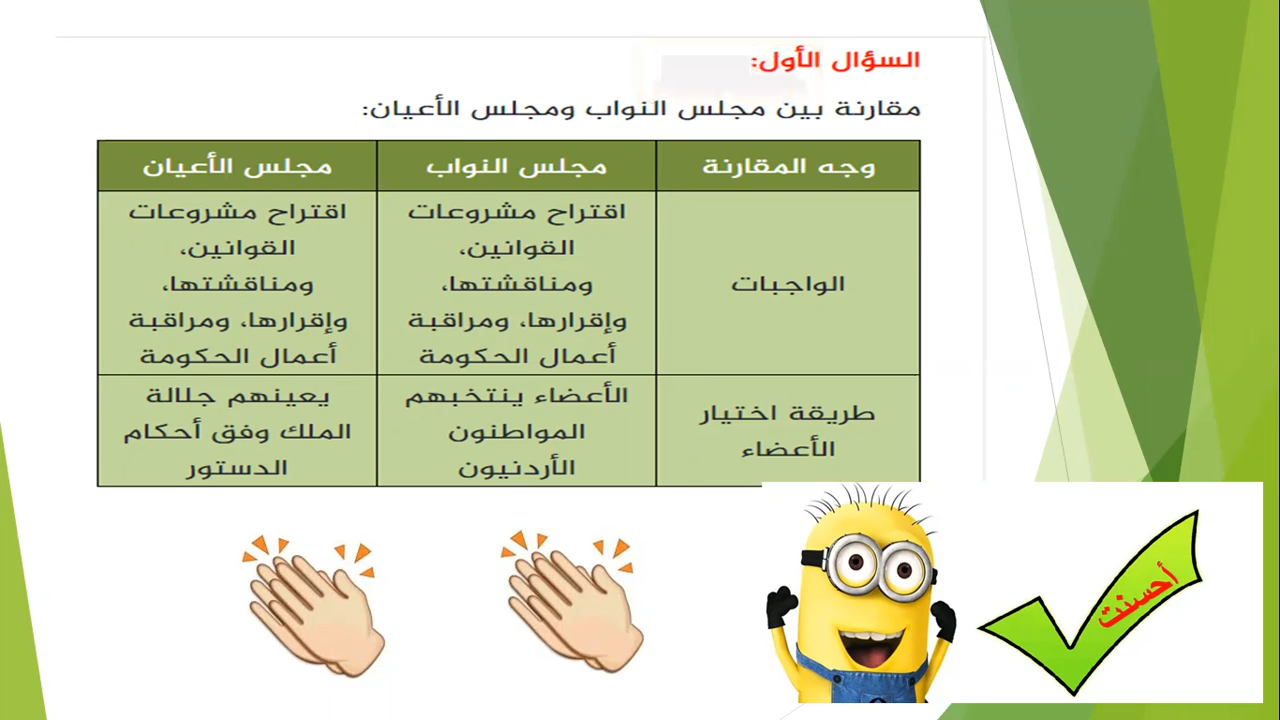 السؤال الأول:
مقارنة بين مجلس النواب ومجلس الأعيان:
وجه المقارنة
مجلس النواب
مجلس الأعيان
الواجبات
اقتراح مشروعات
القوانين،
ومناقشتها،
وإقرارها، ومراقبة
أعمال الحكومة
اقتراح مشروعات
القوانين،
ومناقشتها،
وإقرارها، ومراقبة
أعمال الحكومة
طريقة اختيار
الأعضاء
الأعضاء ينتخبهم
المواطنون
الأردنيون
يعينهم جلالة
الملك وفق أحكام
الدستور
أحسنت